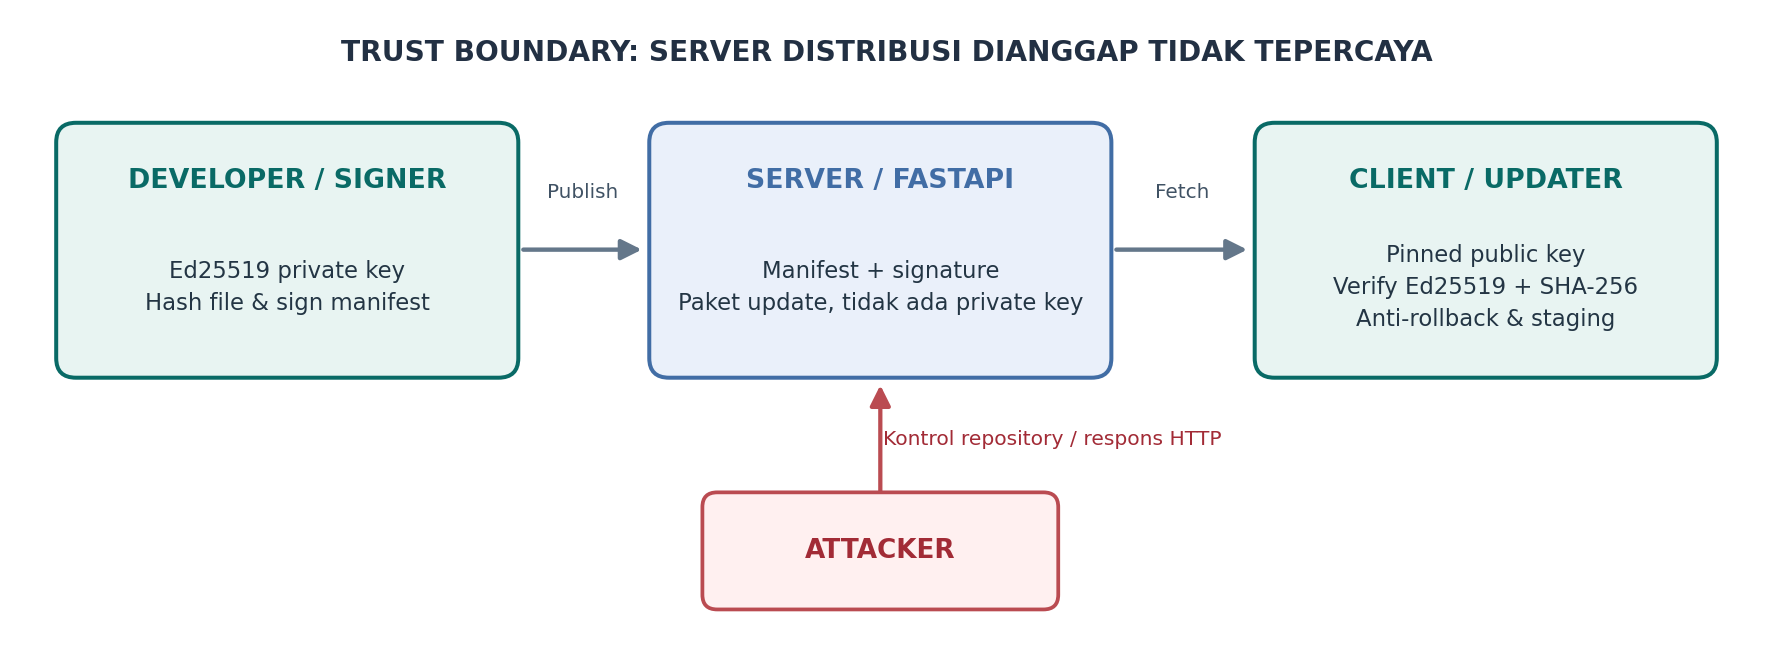 TRUST BOUNDARY: SERVER DISTRIBUSI DIANGGAP TIDAK TEPERCAYA
DEVELOPER / SIGNER
Ed25519 private key
Hash file & sign manifest
Publish
SERVER / FASTAPI
Manifest + signature
Paket update, tidak ada private key
Fetch
CLIENT / UPDATER
Pinned public key
Verify Ed25519 + SHA-256
Anti-rollback & staging
Kontrol repository / respons HTTP
ATTACKER